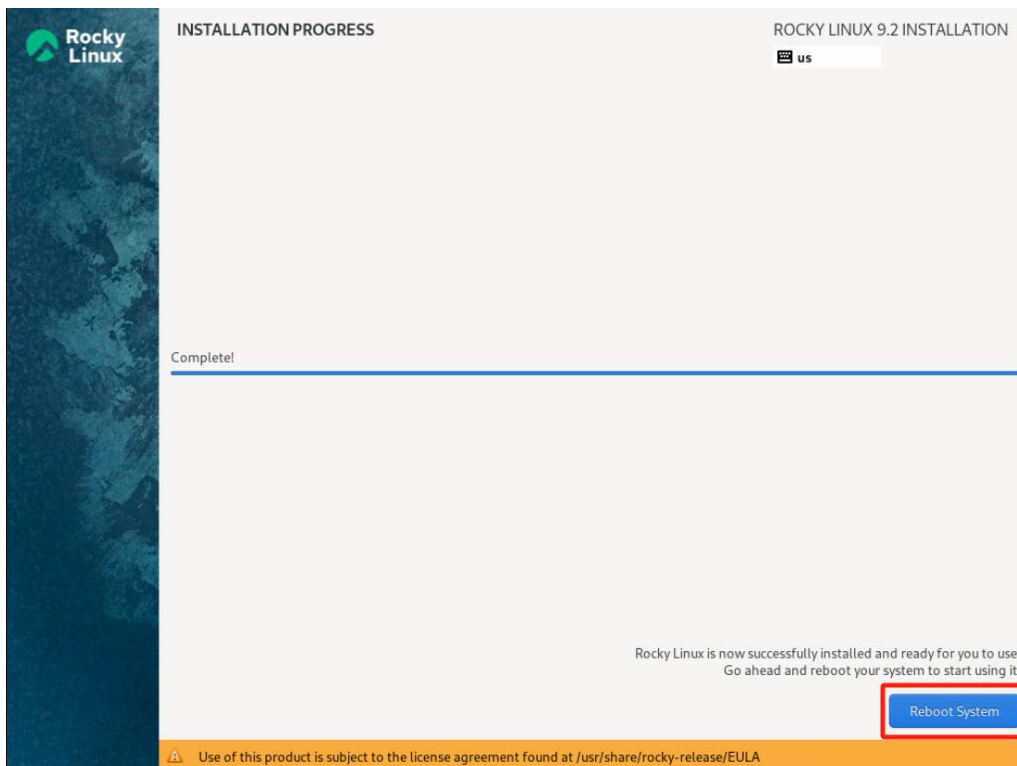 Rocky
Linux
INSTALLATION PROGRESS
ROCKY LINUX 9.2 INSTALLATION
us
Complete!
Rocky Linux is now successfully installed and ready for you to use
Go ahead and reboot your system to start using it
Reboot System
Use of this product is subject to the license agreement found at /usr/share/rocky-release/EULA